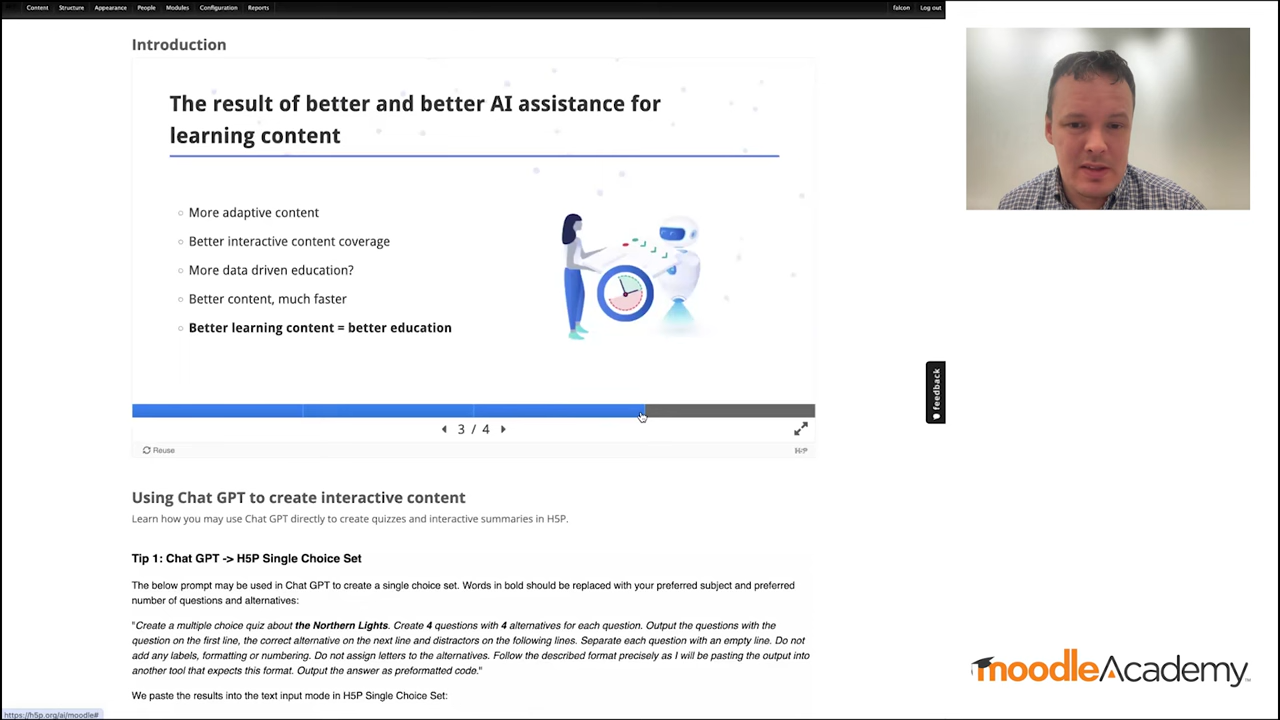 Content Structure Appearance People Modules Configuration Reports falcon Log out
Introduction
The result of better and better AI assistance for
learning content
More adaptive content
Better interactive content coverage
More data driven education?
Better content, much faster
Better learning content = better education
3 / 4
Reuse
H5P
feedback
Using Chat GPT to create interactive content
Learn how you may use Chat GPT directly to create quizzes and interactive summaries in H5P.
Tip 1: Chat GPT -> H5P Single Choice Set
The below prompt may be used in Chat GPT to create a single choice set. Words in bold should be replaced with your preferred subject and preferred
number of questions and alternatives:
"Create a multiple choice quiz about the Northern Lights. Create 4 questions with 4 alternatives for each question. Output the questions with the
question on the first line, the correct alternative on the next line and distractors on the following lines. Separate each question with an empty line. Do not
add any labels, formatting or numbering. Do not assign letters to the alternatives. Follow the described format precisely as I will be pasting the output into
another tool that expects this format. Output the answer as preformatted code."
We paste the results into the text input mode in H5P Single Choice Set:
https://h5p.org/ai/moodle#
moodleAcademy™